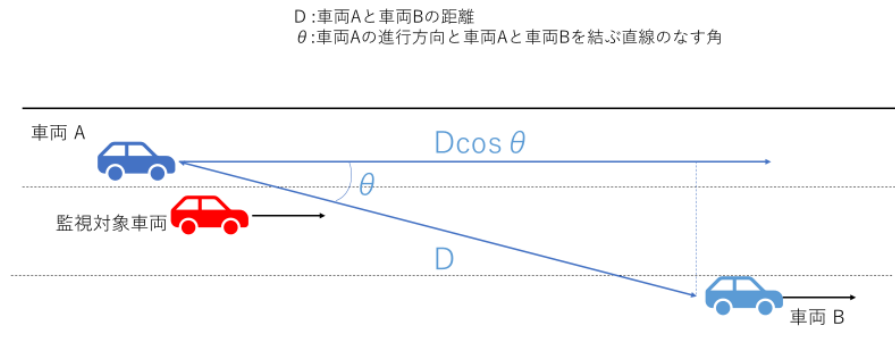 D:車両Aと車両Bの距離
θ:車両Aの進行方向と車両Aと車両Bを結ぶ直線のなす角
車両 A
Dcos θ
θ
監視対象車両
D
車両 B